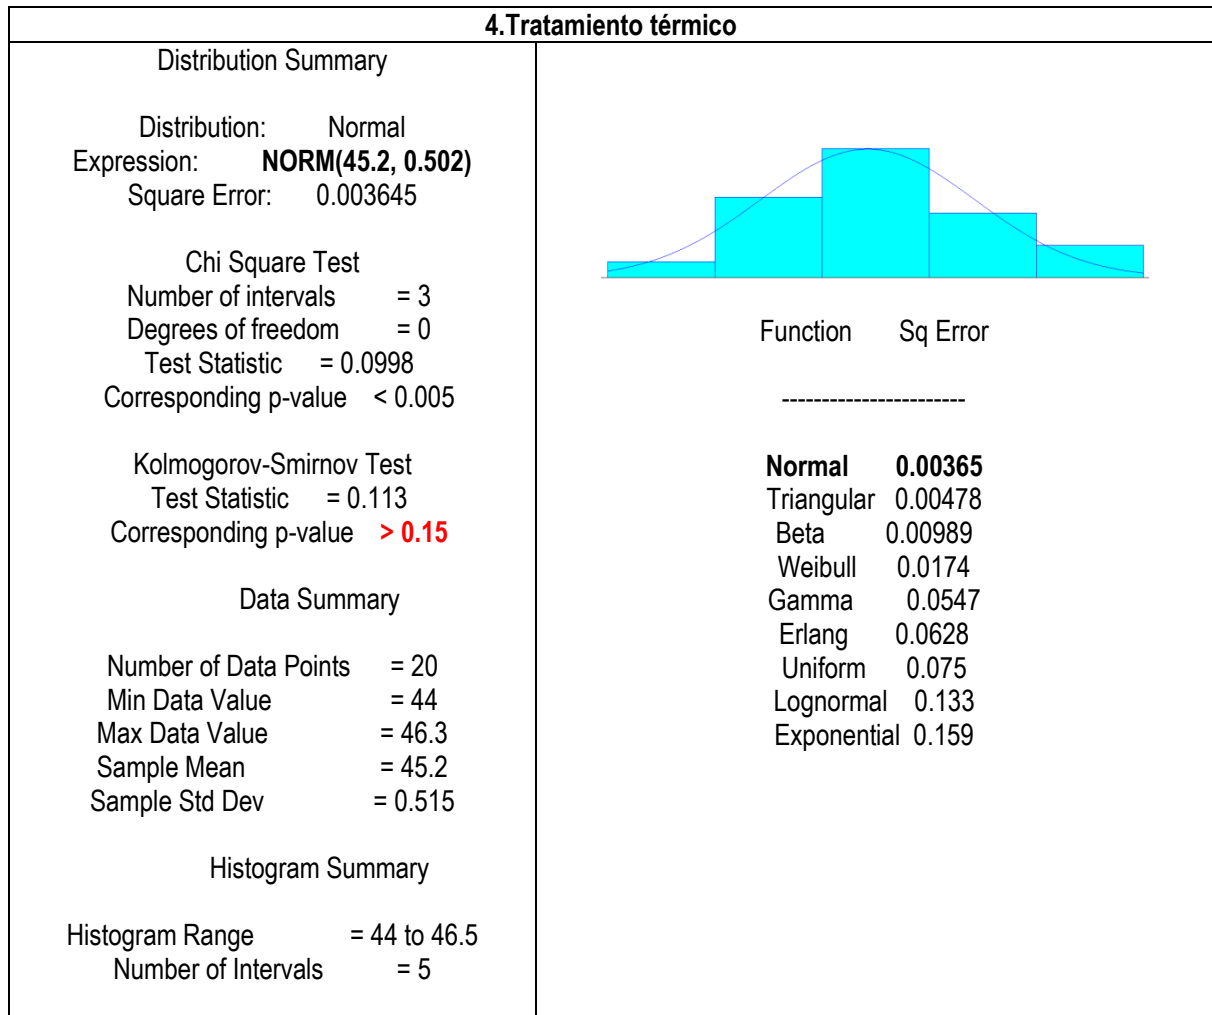 4.Tratamiento térmico
Distribution Summary
Distribution: Normal
Expression: NORM(45.2, 0.502)
Square Error: 0.003645
Chi Square Test
Number of intervals = 3
Degrees of freedom = 0
Test Statistic = 0.0998
Corresponding p-value < 0.005
Kolmogorov-Smirnov Test
Test Statistic = 0.113
Corresponding p-value > 0.15
Data Summary
Number of Data Points = 20
Min Data Value = 44
Max Data Value = 46.3
Sample Mean = 45.2
Sample Std Dev = 0.515
Histogram Summary
Histogram Range = 44 to 46.5
Number of Intervals = 5
Function Sq Error
-----------------------
Normal 0.00365
Triangular 0.00478
Beta 0.00989
Weibull 0.0174
Gamma 0.0547
Erlang 0.0628
Uniform 0.075
Lognormal 0.133
Exponential 0.159